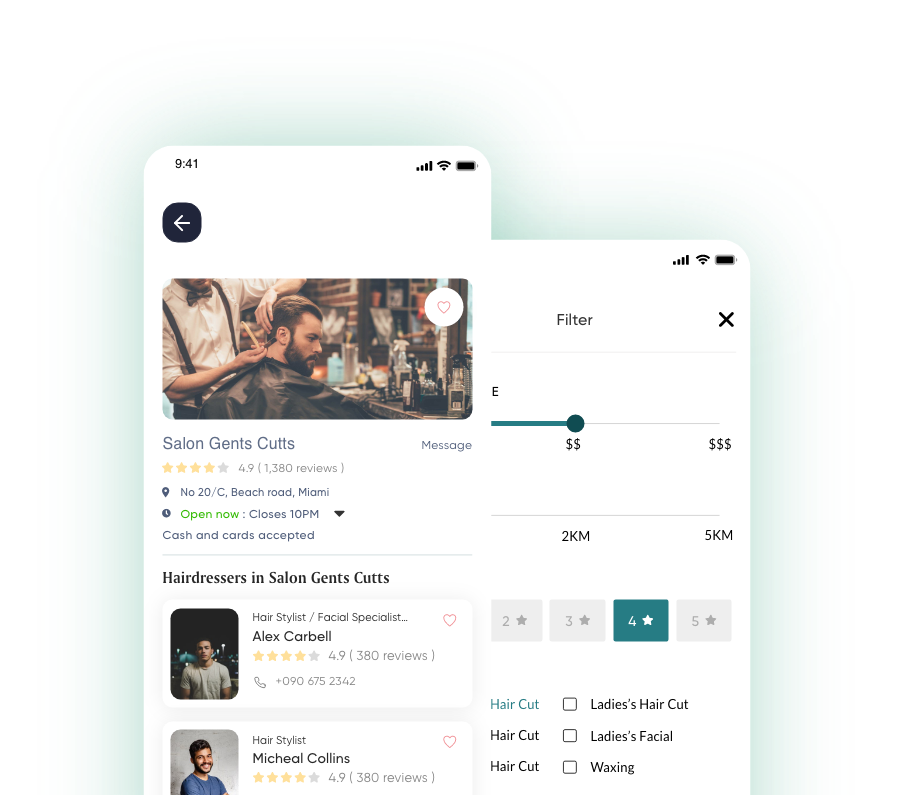 9:41
Salon Gents Cutts
Message
4.9 ( 1,380 reviews )
No 20/C, Beach road, Miami
Open now : Closes 10PM
Cash and cards accepted
Hairdressers in Salon Gents Cutts
Hair Stylist / Facial Specialist...
Alex Carbell
4.9 ( 380 reviews )
+090 675 2342
Hair Stylist
Micheal Collins
4.9 ( 380 reviews )
Filter
E
$$ $$$
2KM 5KM
2 3 4 5
Hair Cut Ladies's Hair Cut
Hair Cut Ladies's Facial
Hair Cut Waxing